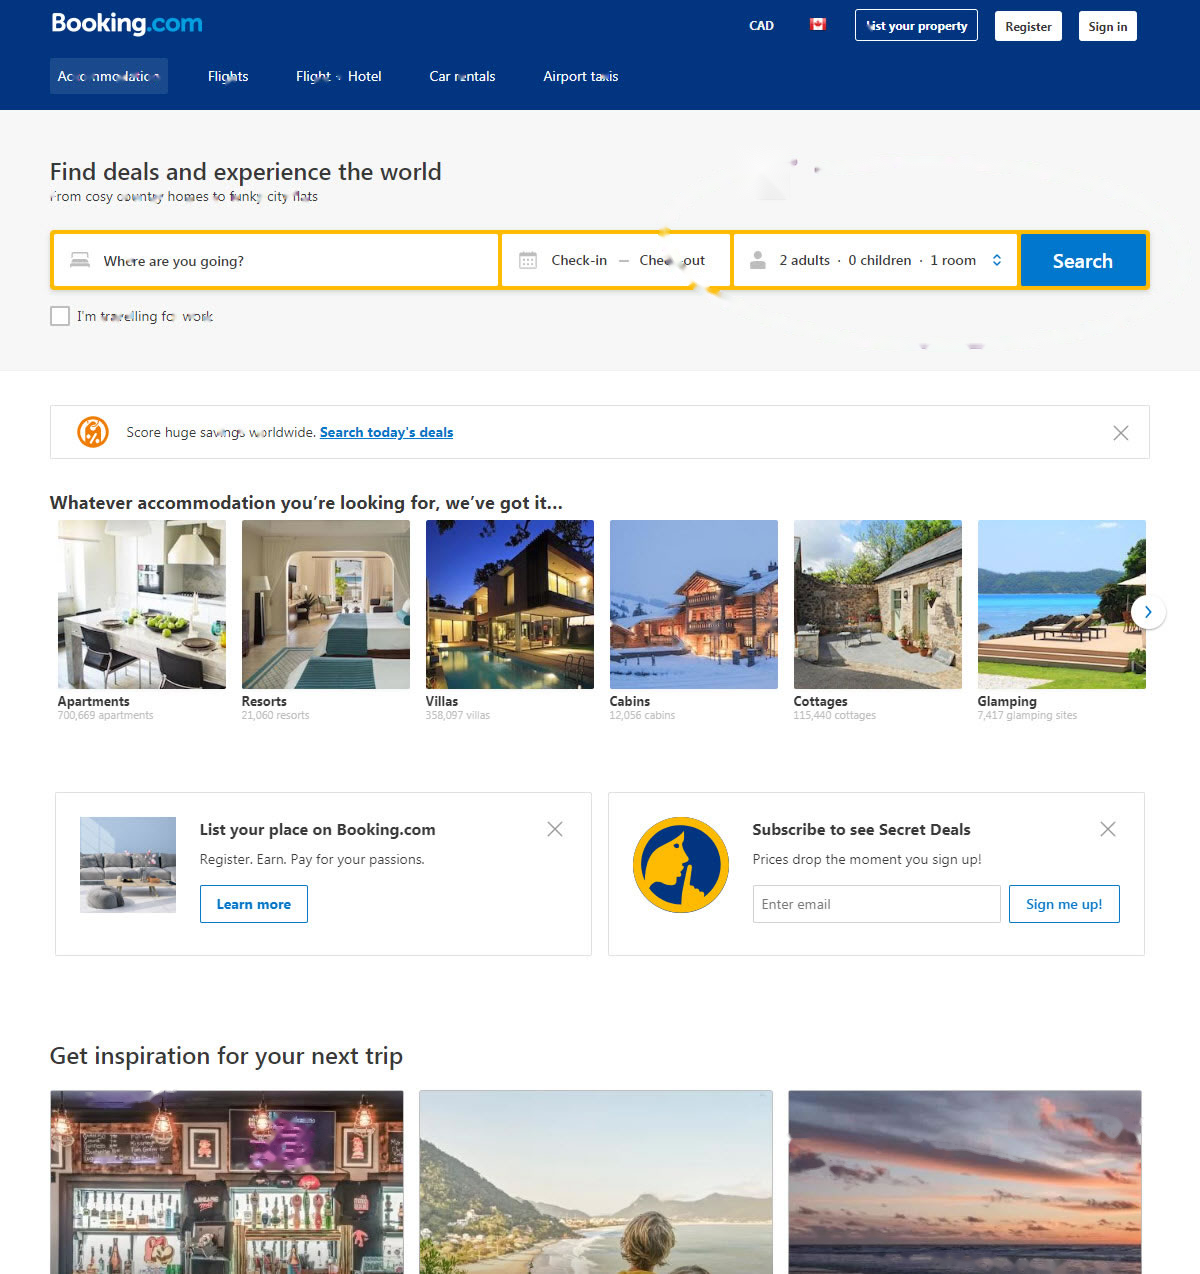 Booking.com
CAD
List your property
Register
Sign in
Accommodation
Flights
Flight + Hotel
Car rentals
Airport taxis
Find deals and experience the world
From cosy country homes to funky city flats
Where are you going?
Check-in — Check-out
2 adults · 0 children · 1 room
Search
I'm travelling for work
Score huge savings worldwide. Search today's deals
Whatever accommodation you’re looking for, we’ve got it...
Apartments
700,669 apartments
Resorts
21,060 resorts
Villas
358,097 villas
Cabins
12,056 cabins
Cottages
115,440 cottages
Glamping
7,417 glamping sites
List your place on Booking.com
Register. Earn. Pay for your passions.
Learn more
Subscribe to see Secret Deals
Prices drop the moment you sign up!
Enter email
Sign me up!
Get inspiration for your next trip